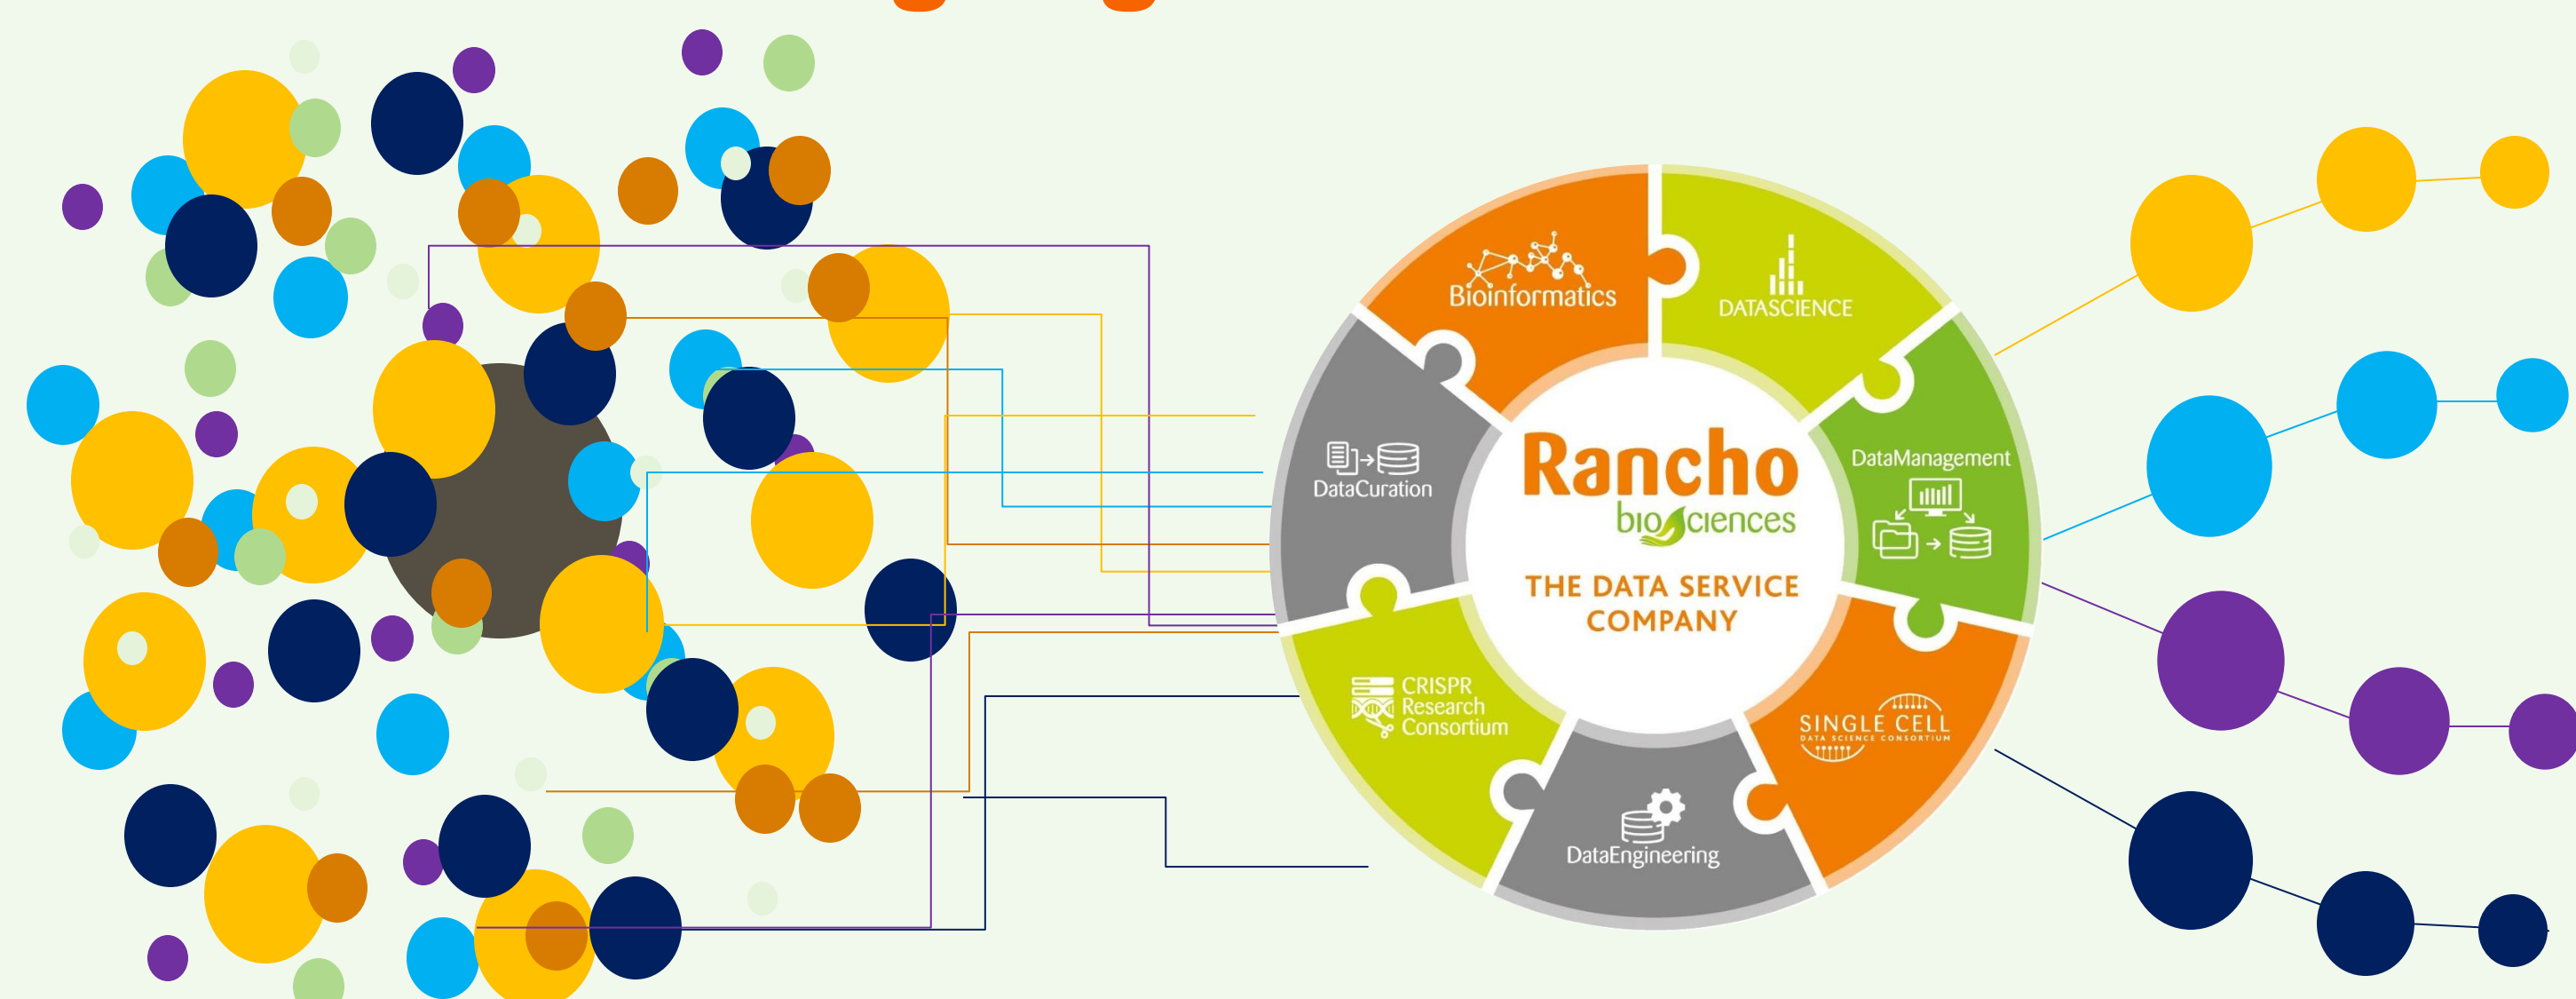 Bioinformatics
DATASCIENCE
DataCuration
DataManagement
Rancho
biosciences
THE DATA SERVICE
COMPANY
CRISPR
Research
Consortium
SINGLE CELL
DATA SCIENCE CONSORTIUM
DataEngineering